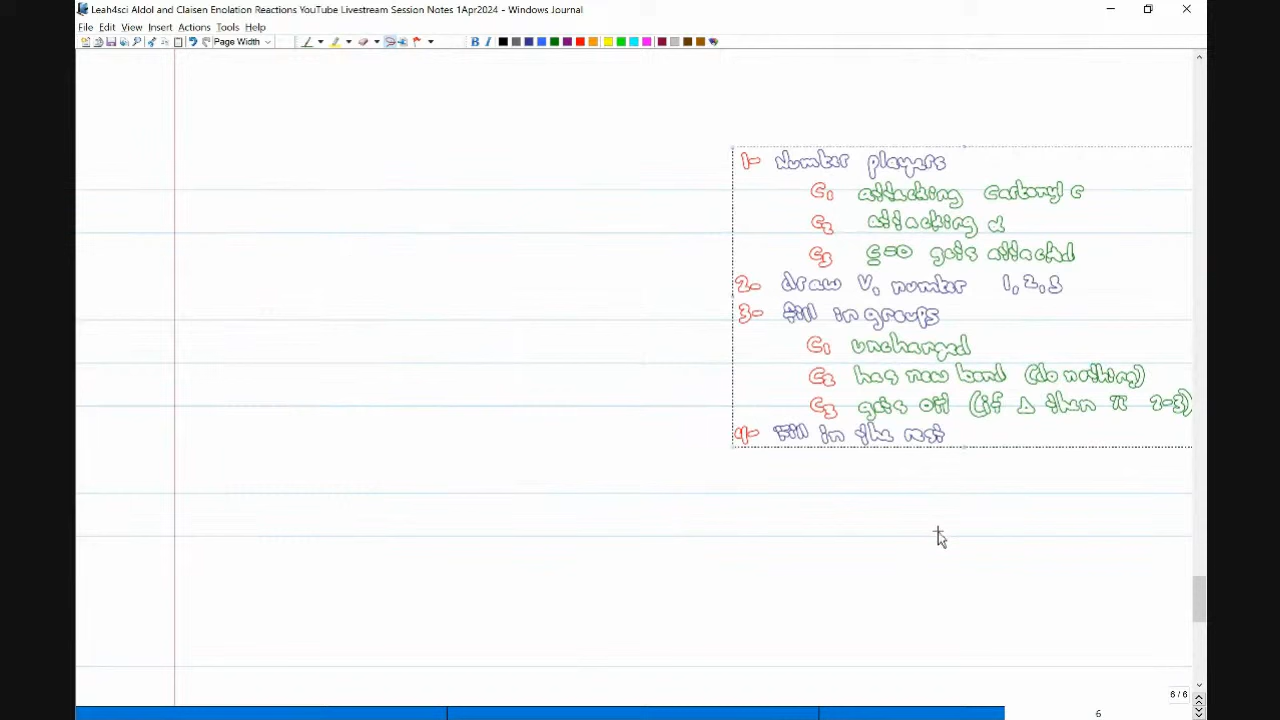 Leah4sci Aldol and Claisen Enolation Reactions YouTube Livestream Session Notes 1Apr2024 - Windows Journal
File Edit View Insert Actions Tools Help
Page Width
B I
1- Number players
C1 attacking carbonyl c
C2 attacking α
C3 C=O gets attackd
2- draw V, number 1, 2, 3
3- fill in groups
C1 unchanged
C2 has new bond (do nothing)
C3 gets OH (if Δ then π 2-3)
4- Fill in the rest
6 / 6
6